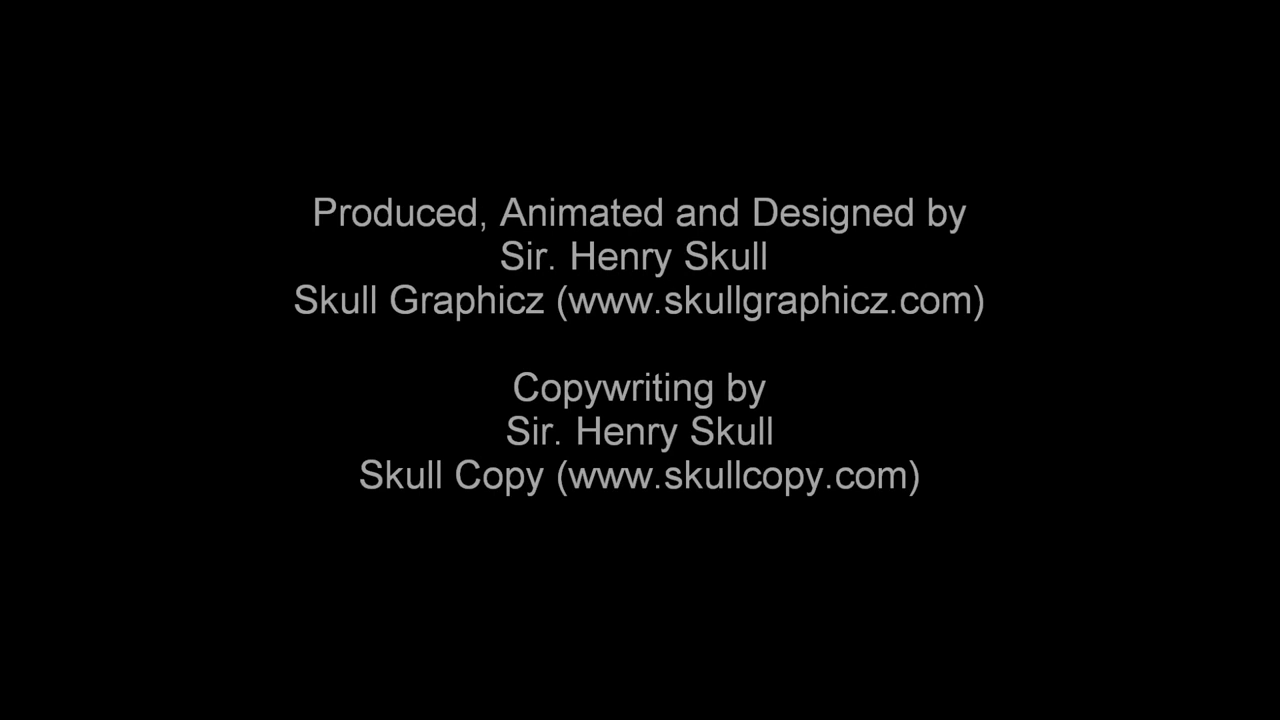 Produced, Animated and Designed by
Sir. Henry Skull
Skull Graphicz (www.skullgraphicz.com)
Copywriting by
Sir. Henry Skull
Skull Copy (www.skullcopy.com)